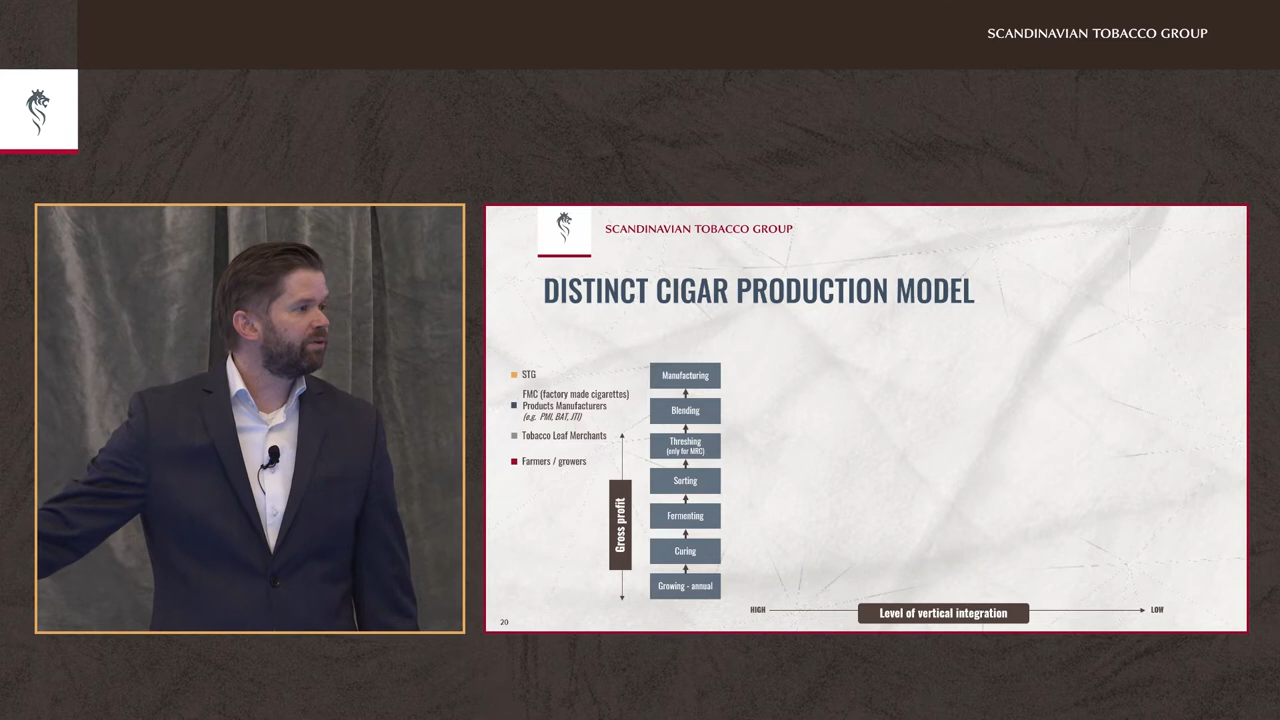 SCANDINAVIAN TOBACCO GROUP
SCANDINAVIAN TOBACCO GROUP
DISTINCT CIGAR PRODUCTION MODEL
STG
FMC (factory made cigarettes)
Products Manufacturers
(e.g. PMI, BAT, JTI)
Tobacco Leaf Merchants
Farmers / growers
Gross profit
Manufacturing
Blending
Threshing
(only for MRC)
Sorting
Fermenting
Curing
Growing - annual
HIGH
Level of vertical integration
LOW
20